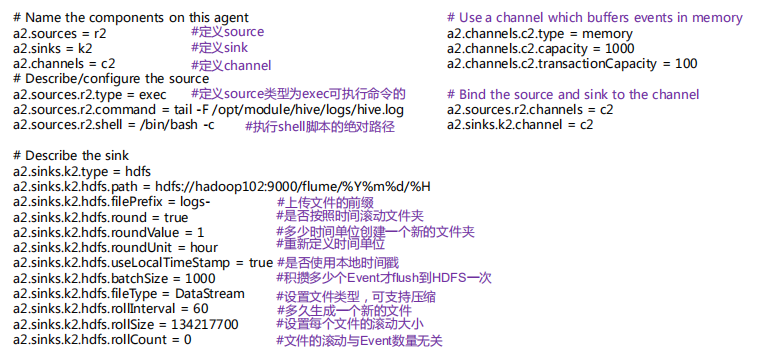 # Name the components on this agent
a2.sources = r2 #定义source
a2.sinks = k2 #定义sink
a2.channels = c2 #定义channel
# Describe/configure the source
a2.sources.r2.type = exec #定义source类型为exec可执行命令的
a2.sources.r2.command = tail -F /opt/module/hive/logs/hive.log
a2.sources.r2.shell = /bin/bash -c #执行shell脚本的绝对路径
# Describe the sink
a2.sinks.k2.type = hdfs
a2.sinks.k2.hdfs.path = hdfs://hadoop102:9000/flume/%Y%m%d/%H
a2.sinks.k2.hdfs.filePrefix = logs- #上传文件的前缀
a2.sinks.k2.hdfs.round = true #是否按照时间滚动文件夹
a2.sinks.k2.hdfs.roundValue = 1 #多少时间单位创建一个新的文件夹
a2.sinks.k2.hdfs.roundUnit = hour #重新定义时间单位
a2.sinks.k2.hdfs.useLocalTimeStamp = true #是否使用本地时间戳
a2.sinks.k2.hdfs.batchSize = 1000 #积攒多少个Event才flush到HDFS一次
a2.sinks.k2.hdfs.fileType = DataStream #设置文件类型，可支持压缩
a2.sinks.k2.hdfs.rollInterval = 60 #多久生成一个新的文件
a2.sinks.k2.hdfs.rollSize = 134217700 #设置每个文件的滚动大小
a2.sinks.k2.hdfs.rollCount = 0 #文件的滚动与Event数量无关
# Use a channel which buffers events in memory
a2.channels.c2.type = memory
a2.channels.c2.capacity = 1000
a2.channels.c2.transactionCapacity = 100
# Bind the source and sink to the channel
a2.sources.r2.channels = c2
a2.sinks.k2.channel = c2